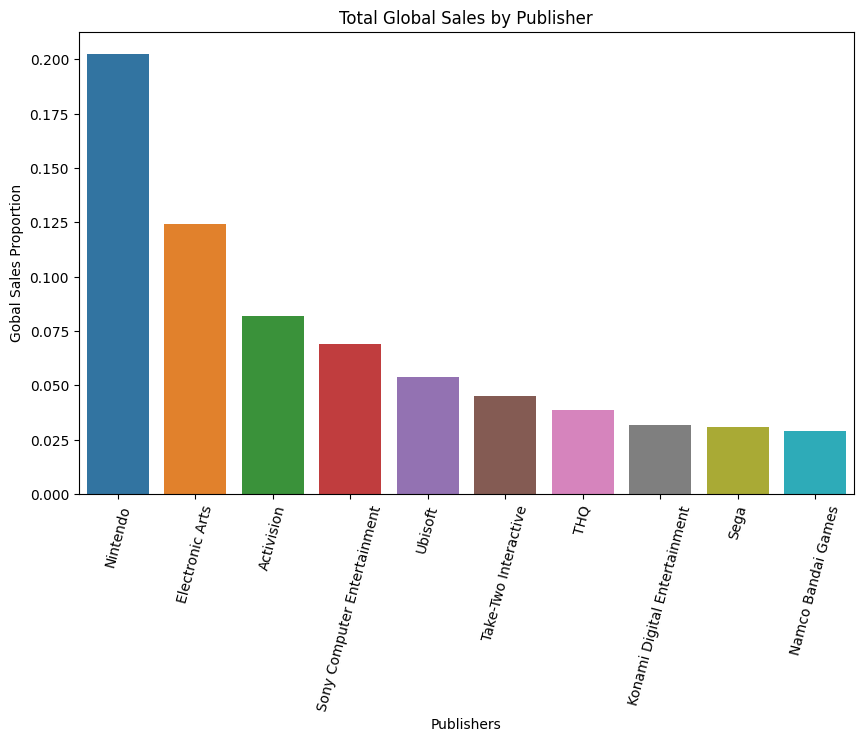 Total Global Sales by Publisher
Gobal Sales Proportion
0.200
0.175
0.150
0.125
0.100
0.075
0.050
0.025
0.000
Nintendo
Electronic Arts
Activision
Sony Computer Entertainment
Ubisoft
Take-Two Interactive
THQ
Konami Digital Entertainment
Sega
Namco Bandai Games
Publishers